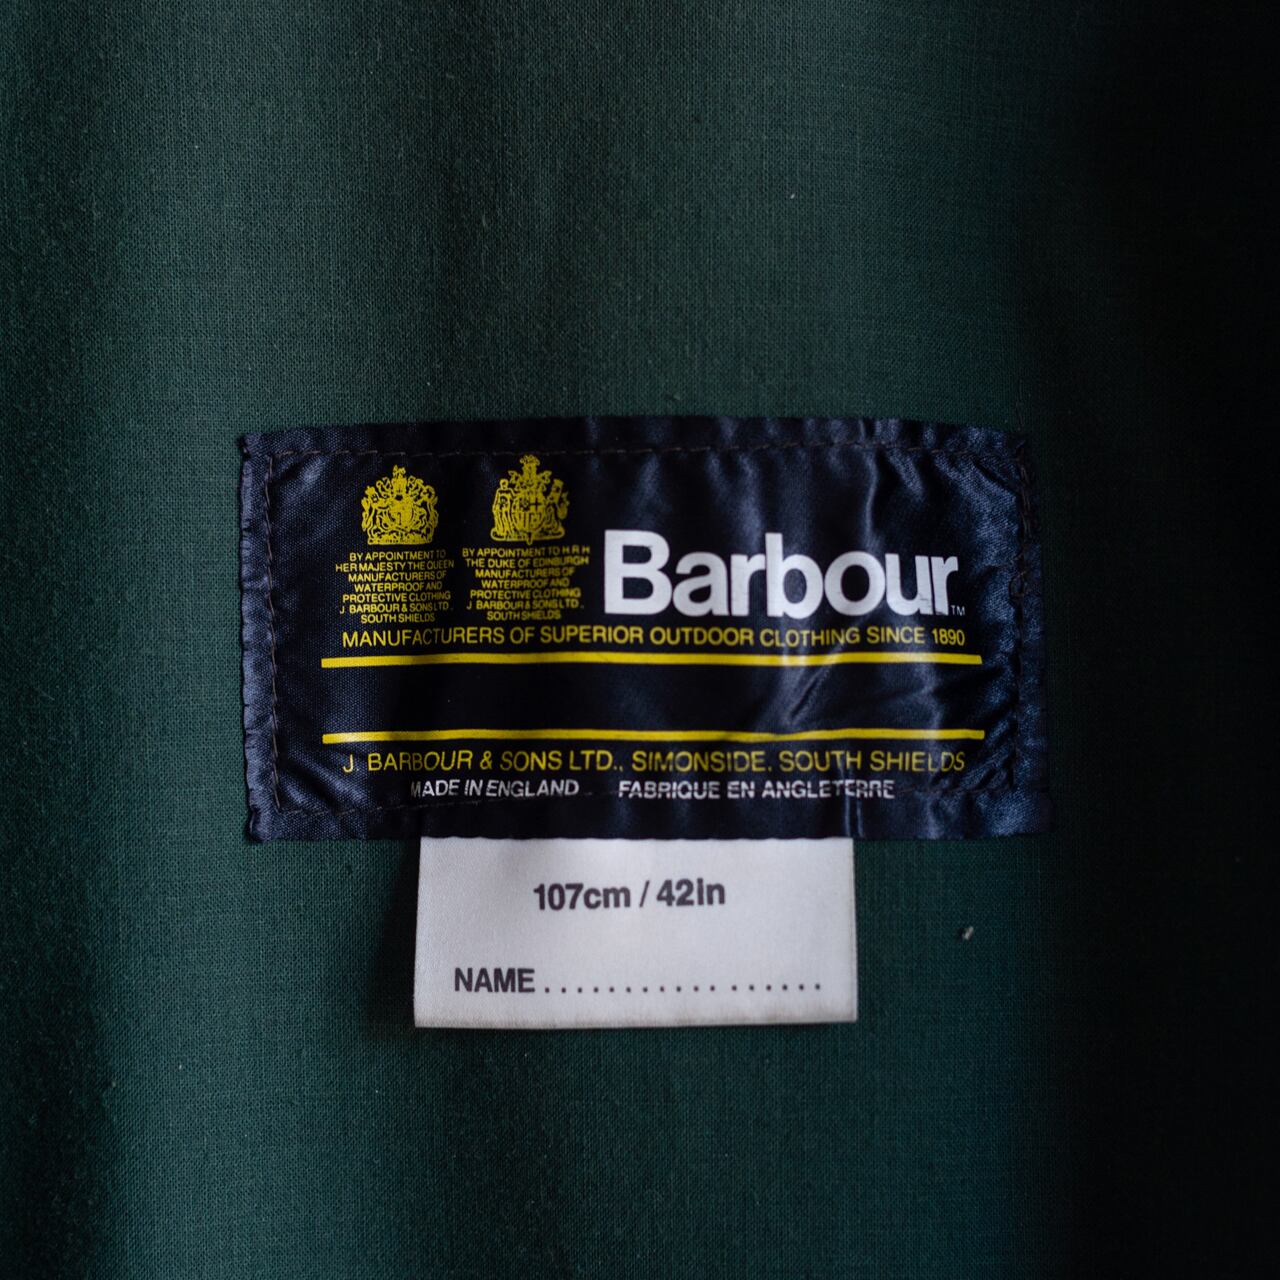 BY APPOINTMENT TO
HER MAJESTY THE QUEEN
MANUFACTURERS OF
WATERPROOF AND
PROTECTIVE CLOTHING
J. BARBOUR & SONS LTD.
SOUTH SHIELDS
BY APPOINTMENT TO H.R.H
THE DUKE OF EDINBURGH
MANUFACTURERS OF
WATERPROOF AND
PROTECTIVE CLOTHING
J. BARBOUR & SONS LTD.
SOUTH SHIELDS
Barbour™
MANUFACTURERS OF SUPERIOR OUTDOOR CLOTHING SINCE 1890
J. BARBOUR & SONS LTD., SIMONSIDE, SOUTH SHIELDS
MADE IN ENGLAND FABRIQUE EN ANGLETERRE
107cm / 42in
NAME.................